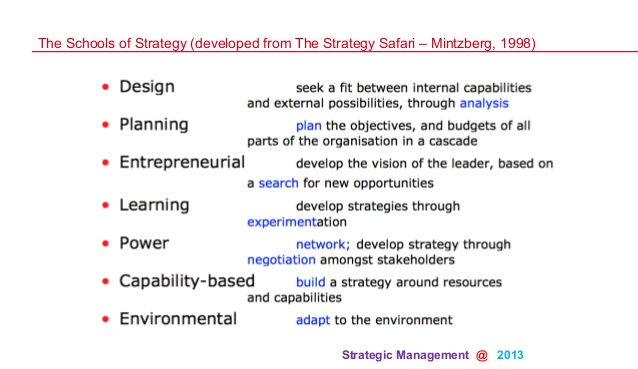 The Schools of Strategy (developed from The Strategy Safari – Mintzberg, 1998)
• Design seek a fit between internal capabilities
and external possibilities, through analysis
• Planning plan the objectives, and budgets of all
parts of the organisation in a cascade
• Entrepreneurial develop the vision of the leader, based on
a search for new opportunities
• Learning develop strategies through
experimentation
• Power network; develop strategy through
negotiation amongst stakeholders
• Capability-based build a strategy around resources
and capabilities
• Environmental adapt to the environment
Strategic Management @ 2013